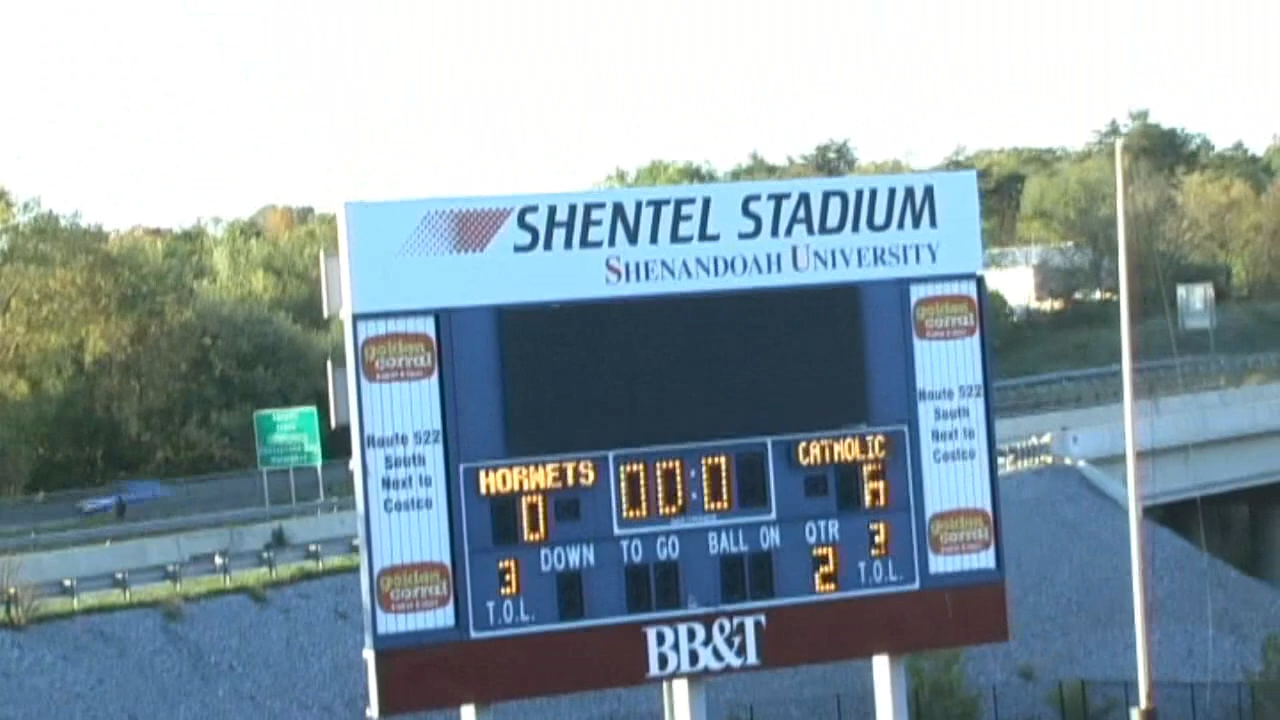 SHENTEL STADIUM
SHENANDOAH UNIVERSITY
golden corral
Route 522
South
Next to
Costco
golden corral
HORNETS
0
00:0
CATHOLIC
6
3
T.O.L.
DOWN
TO GO
BALL ON
QTR
2
3
T.O.L.
golden corral
Route 522
South
Next to
Costco
golden corral
BB&T